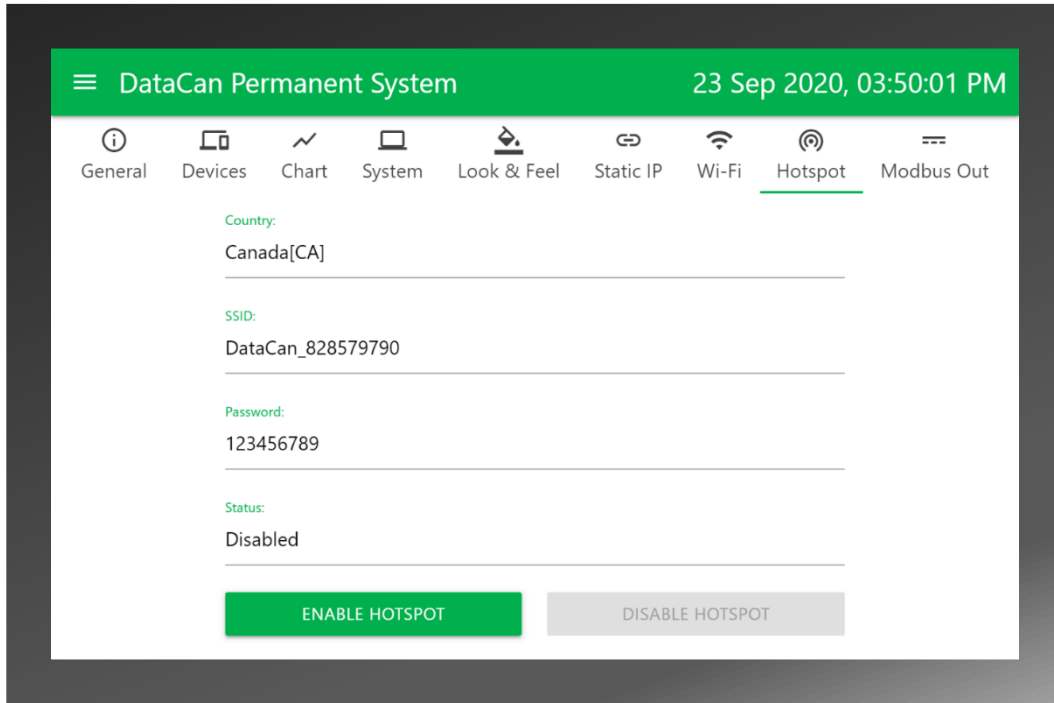 DataCan Permanent System 23 Sep 2020, 03:50:01 PM
General Devices Chart System Look & Feel Static IP Wi-Fi Hotspot Modbus Out
Country:
Canada[CA]
SSID:
DataCan_828579790
Password:
123456789
Status:
Disabled
ENABLE HOTSPOT DISABLE HOTSPOT